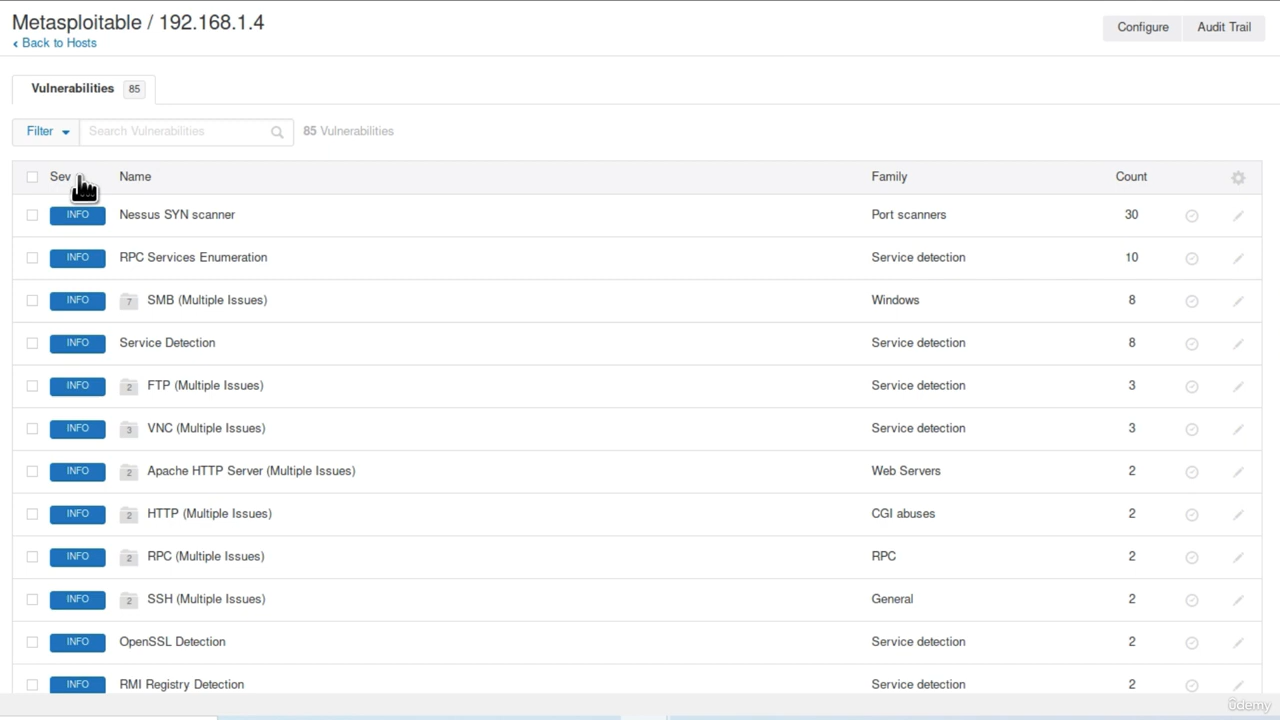 Metasploitable / 192.168.1.4
Configure Audit Trail
‹ Back to Hosts
Vulnerabilities 85
Filter Search Vulnerabilities 85 Vulnerabilities
Sev Name Family Count
INFO Nessus SYN scanner Port scanners 30
INFO RPC Services Enumeration Service detection 10
INFO 7 SMB (Multiple Issues) Windows 8
INFO Service Detection Service detection 8
INFO 2 FTP (Multiple Issues) Service detection 3
INFO 3 VNC (Multiple Issues) Service detection 3
INFO 2 Apache HTTP Server (Multiple Issues) Web Servers 2
INFO 2 HTTP (Multiple Issues) CGI abuses 2
INFO 2 RPC (Multiple Issues) RPC 2
INFO 2 SSH (Multiple Issues) General 2
INFO OpenSSL Detection Service detection 2
INFO RMI Registry Detection Service detection 2
ûdemy